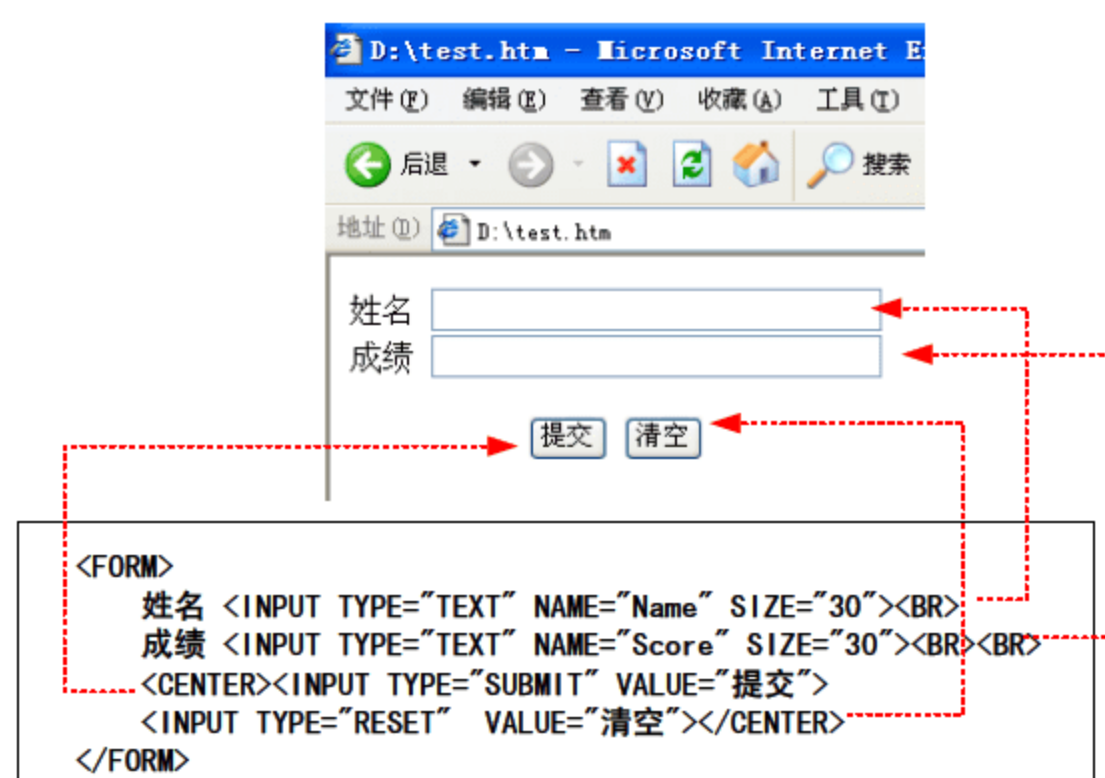 D:\test.htm - Microsoft Internet E
文件(F) 编辑(E) 查看(V) 收藏(A) 工具(T)
后退 搜索
地址(D) D:\test.htm
姓名
成绩
提交 清空
<FORM>
姓名 <INPUT TYPE="TEXT" NAME="Name" SIZE="30"><BR>
成绩 <INPUT TYPE="TEXT" NAME="Score" SIZE="30"><BR><BR>
<CENTER><INPUT TYPE="SUBMIT" VALUE="提交">
<INPUT TYPE="RESET" VALUE="清空"></CENTER>
</FORM>